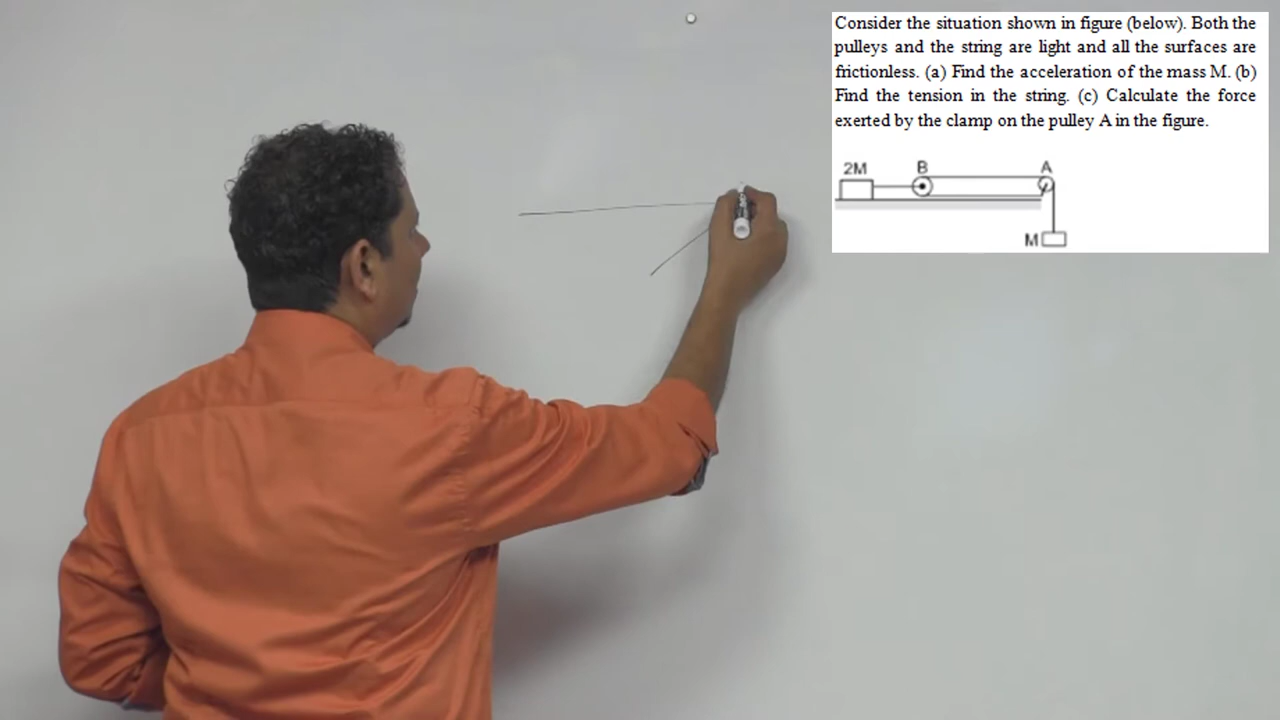 Consider the situation shown in figure (below). Both the
pulleys and the string are light and all the surfaces are
frictionless. (a) Find the acceleration of the mass M. (b)
Find the tension in the string. (c) Calculate the force
exerted by the clamp on the pulley A in the figure.
2M B A
M